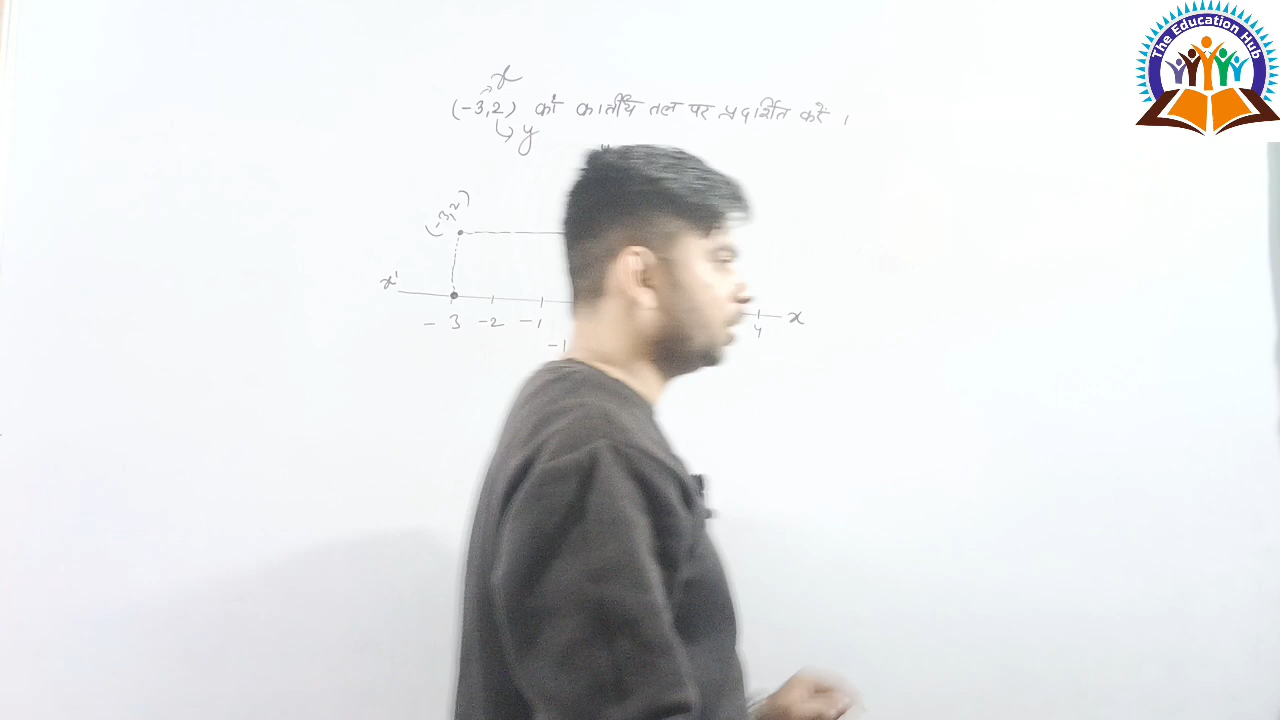 The Education Hub
x
(-3,2) को कार्तीय तल पर प्रदर्शित करें ।
y
(-3,2)
x'
-3 -2 -1 4 x
-1